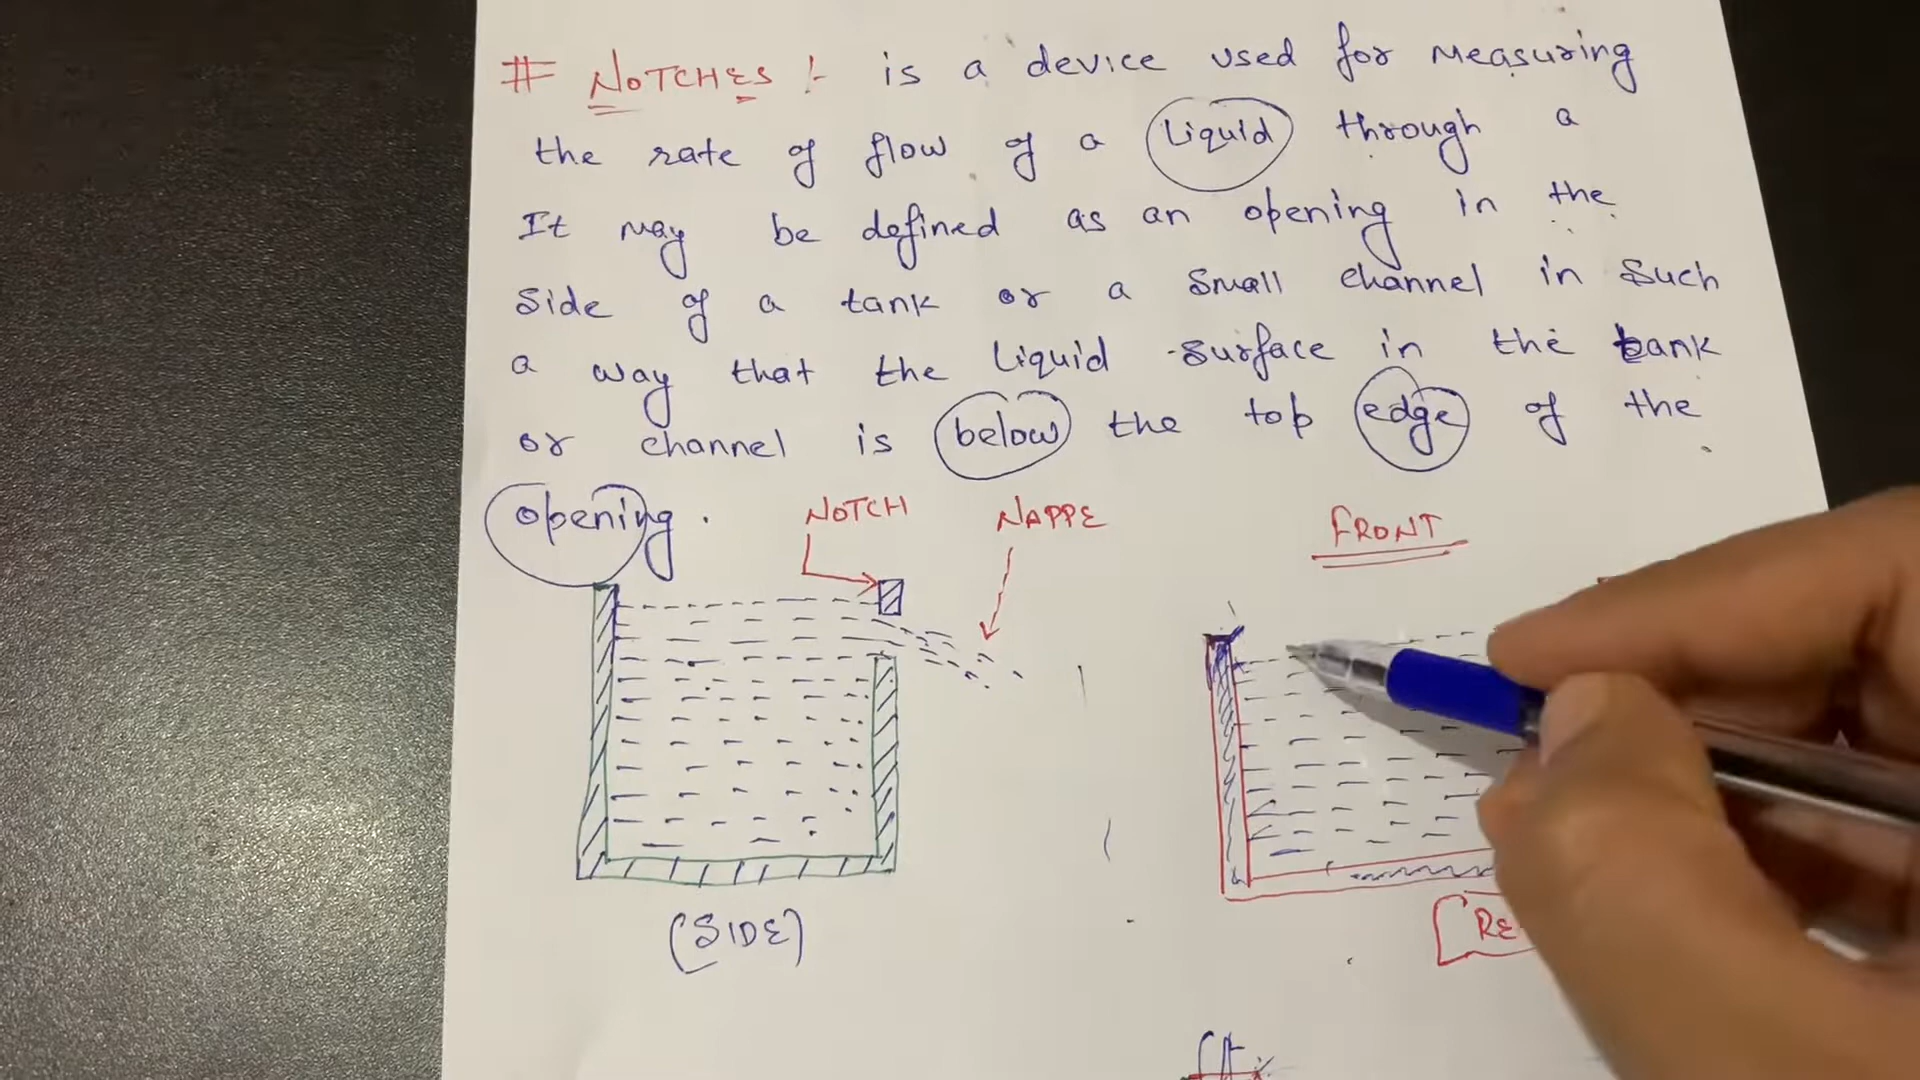 # NOTCHES :- is a device used for measuring
the rate of flow of a liquid through a
It may be defined as an opening in the
side of a tank or a small channel in such
a way that the liquid surface in the tank
or channel is below the top edge of the
opening.
NOTCH NAPPE FRONT
(SIDE)